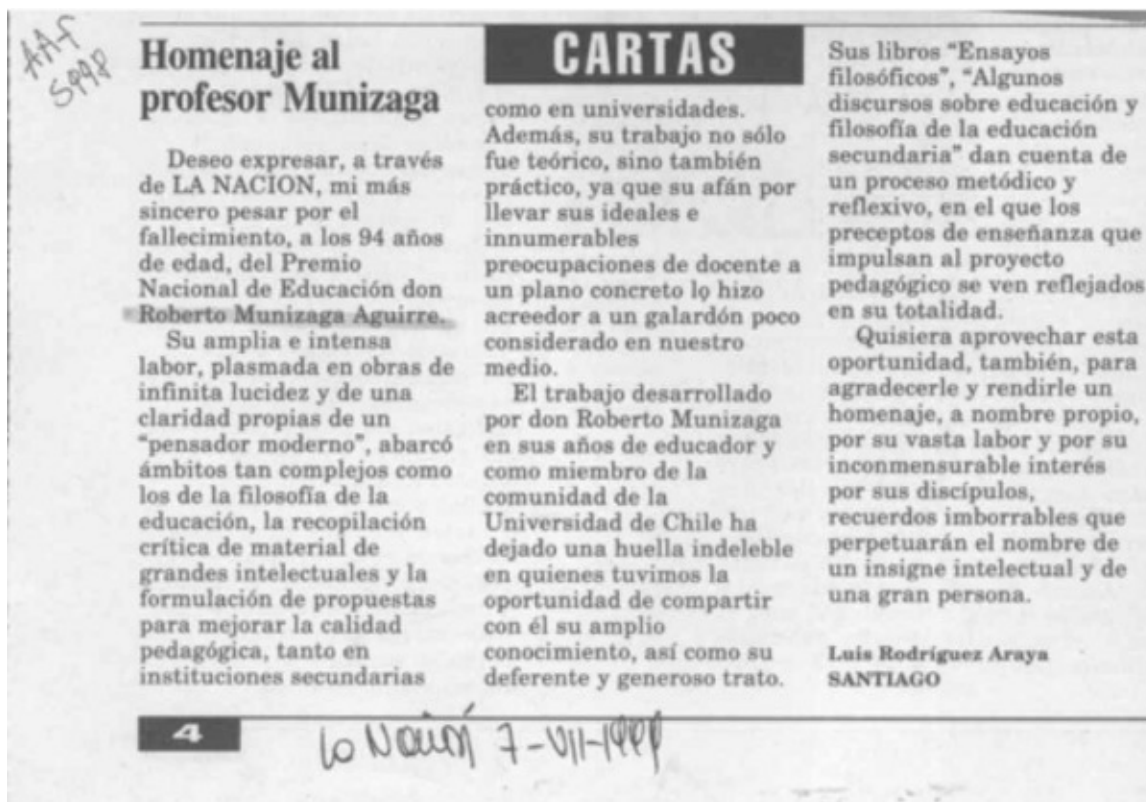 Homenaje al
profesor Munizaga
Deseo expresar, a través
de LA NACION, mi más
sincero pesar por el
fallecimiento, a los 94 años
de edad, del Premio
Nacional de Educación don
Roberto Munizaga Aguirre.
Su amplia e intensa
labor, plasmada en obras de
infinita lucidez y de una
claridad propias de un
“pensador moderno”, abarcó
ámbitos tan complejos como
los de la filosofía de la
educación, la recopilación
crítica de material de
grandes intelectuales y la
formulación de propuestas
para mejorar la calidad
pedagógica, tanto en
instituciones secundarias
CARTAS
como en universidades.
Además, su trabajo no sólo
fue teórico, sino también
práctico, ya que su afán por
llevar sus ideales e
innumerables
preocupaciones de docente a
un plano concreto lo hizo
acreedor a un galardón poco
considerado en nuestro
medio.
El trabajo desarrollado
por don Roberto Munizaga
en sus años de educador y
como miembro de la
comunidad de la
Universidad de Chile ha
dejado una huella indeleble
en quienes tuvimos la
oportunidad de compartir
con él su amplio
conocimiento, así como su
deferente y generoso trato.
Sus libros “Ensayos
filosóficos”, “Algunos
discursos sobre educación y
filosofía de la educación
secundaria” dan cuenta de
un proceso metódico y
reflexivo, en el que los
preceptos de enseñanza que
impulsan al proyecto
pedagógico se ven reflejados
en su totalidad.
Quisiera aprovechar esta
oportunidad, también, para
agradecerle y rendirle un
homenaje, a nombre propio,
por su vasta labor y por su
inconmensurable interés
por sus discípulos,
recuerdos imborrables que
perpetuarán el nombre de
un insigne intelectual y de
una gran persona.
Luis Rodríguez Araya
SANTIAGO
4
La Nación 7-VII-